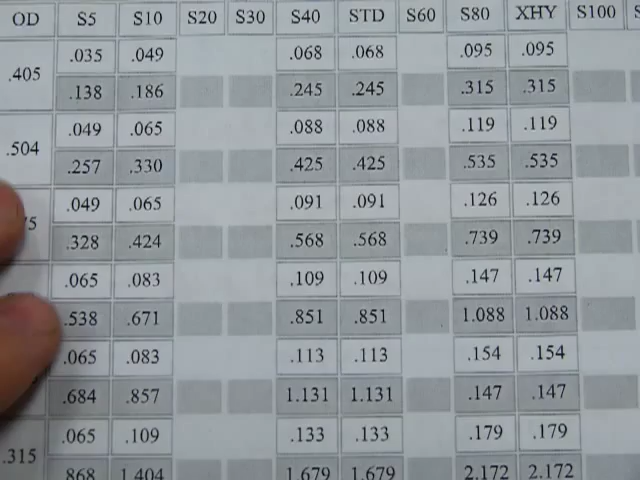 OD S5 S10 S20 S30 S40 STD S60 S80 XHY S100
.405 .035 .049 .068 .068 .095 .095
.138 .186 .245 .245 .315 .315
.504 .049 .065 .088 .088 .119 .119
.257 .330 .425 .425 .535 .535
.049 .065 .091 .091 .126 .126
.328 .424 .568 .568 .739 .739
.065 .083 .109 .109 .147 .147
.538 .671 .851 .851 1.088 1.088
.065 .083 .113 .113 .154 .154
.684 .857 1.131 1.131 .147 .147
.315 .065 .109 .133 .133 .179 .179
868 1.404 1.679 1.679 2.172 2.172